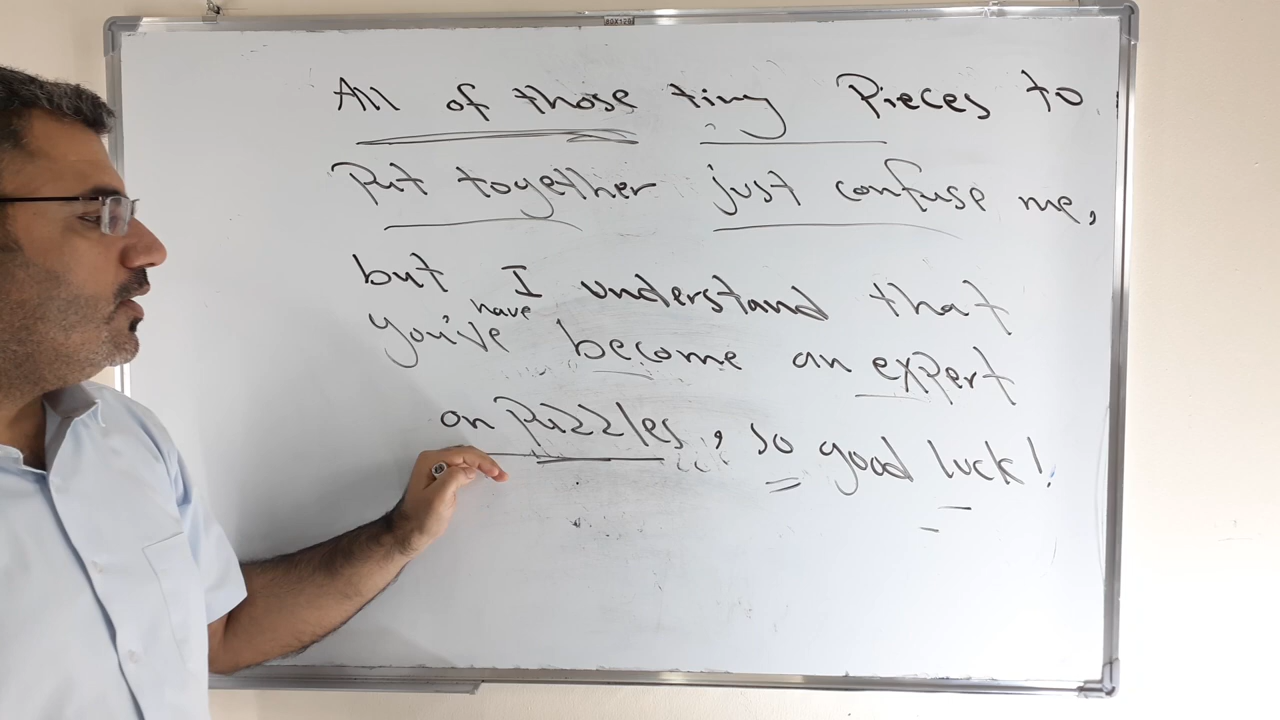 80X120
All of those tiny Pieces to
Put together just confuse me,
but I understand that
have
you've become an expert
on Puzzles, so good luck!